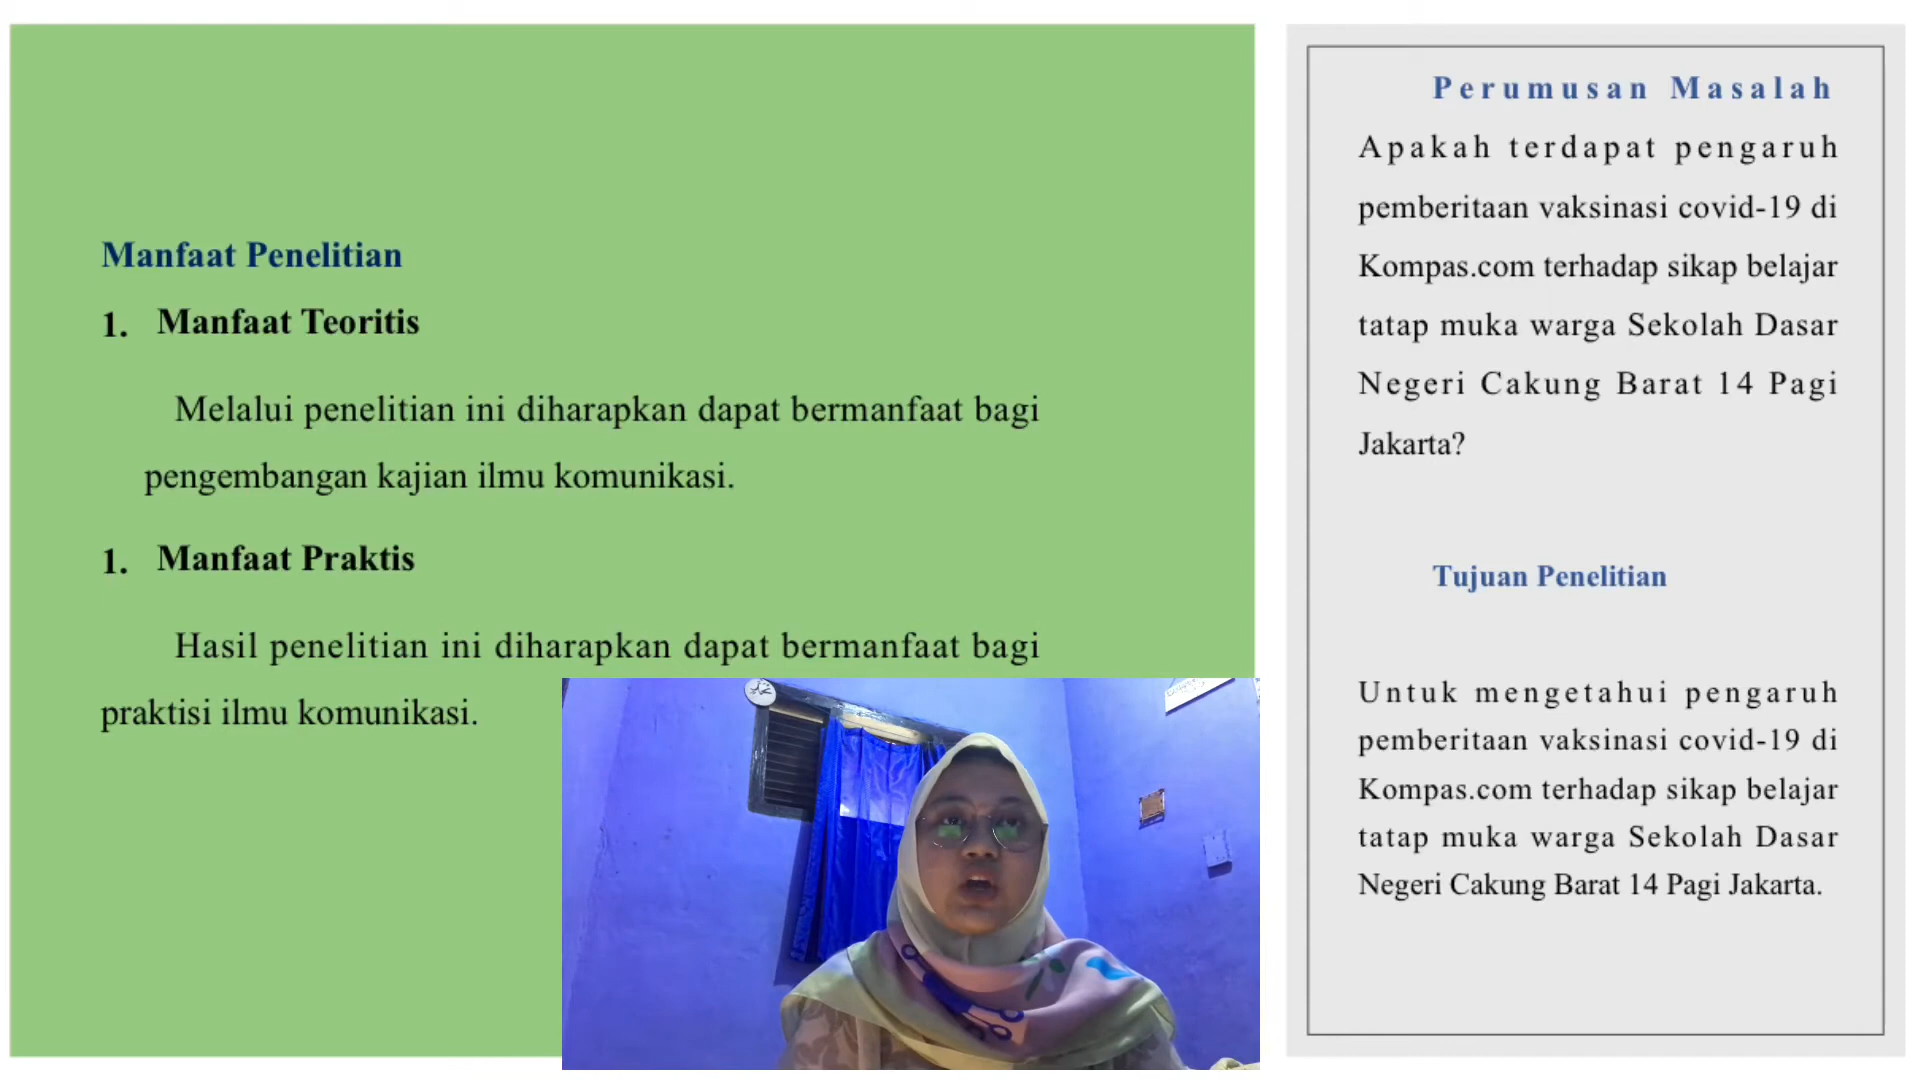 Manfaat Penelitian
1. Manfaat Teoritis
Melalui penelitian ini diharapkan dapat bermanfaat bagi
pengembangan kajian ilmu komunikasi.
1. Manfaat Praktis
Hasil penelitian ini diharapkan dapat bermanfaat bagi
praktisi ilmu komunikasi.
Perumusan Masalah
Apakah terdapat pengaruh
pemberitaan vaksinasi covid-19 di
Kompas.com terhadap sikap belajar
tatap muka warga Sekolah Dasar
Negeri Cakung Barat 14 Pagi
Jakarta?
Tujuan Penelitian
Untuk mengetahui pengaruh
pemberitaan vaksinasi covid-19 di
Kompas.com terhadap sikap belajar
tatap muka warga Sekolah Dasar
Negeri Cakung Barat 14 Pagi Jakarta.